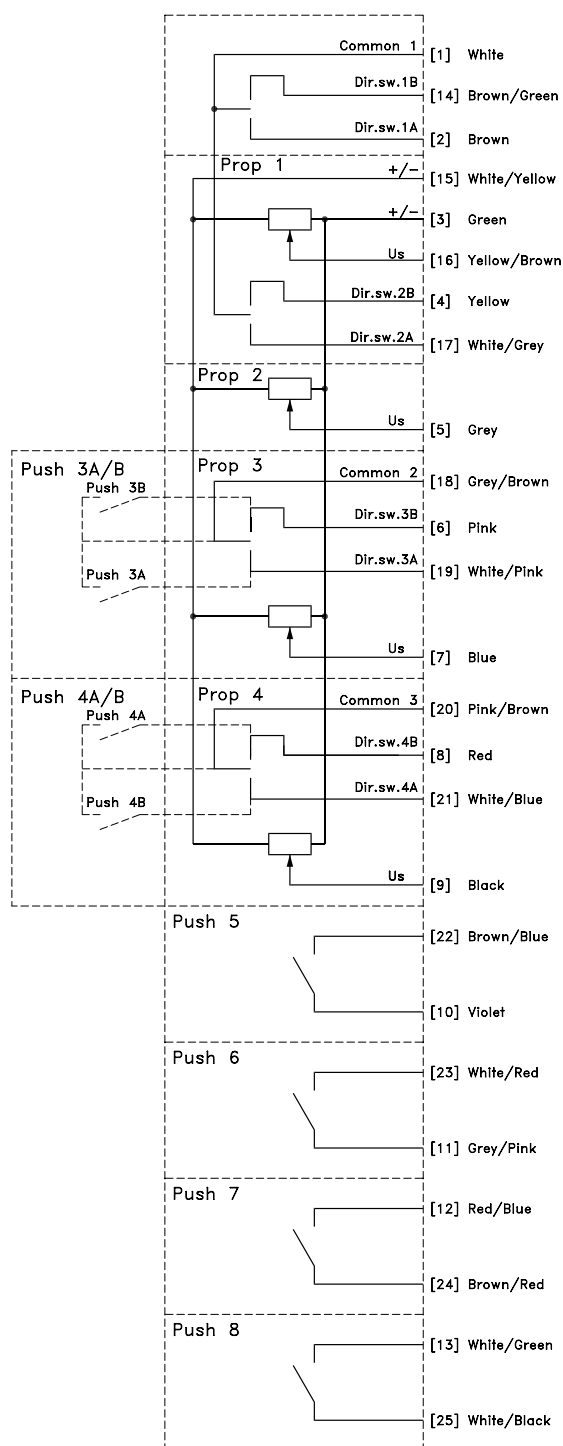 Common 1 [1] White
Dir.sw.1B [14] Brown/Green
Dir.sw.1A [2] Brown
Prop 1 +/- [15] White/Yellow
+/- [3] Green
Us [16] Yellow/Brown
Dir.sw.2B [4] Yellow
Dir.sw.2A [17] White/Grey
Prop 2
Us [5] Grey
Push 3A/B Prop 3 Common 2 [18] Grey/Brown
Push 3B Dir.sw.3B [6] Pink
Push 3A Dir.sw.3A [19] White/Pink
Us [7] Blue
Push 4A/B Prop 4 Common 3 [20] Pink/Brown
Push 4A Dir.sw.4B [8] Red
Push 4B Dir.sw.4A [21] White/Blue
Us [9] Black
Push 5 [22] Brown/Blue
[10] Violet
Push 6 [23] White/Red
[11] Grey/Pink
Push 7 [12] Red/Blue
[24] Brown/Red
Push 8 [13] White/Green
[25] White/Black